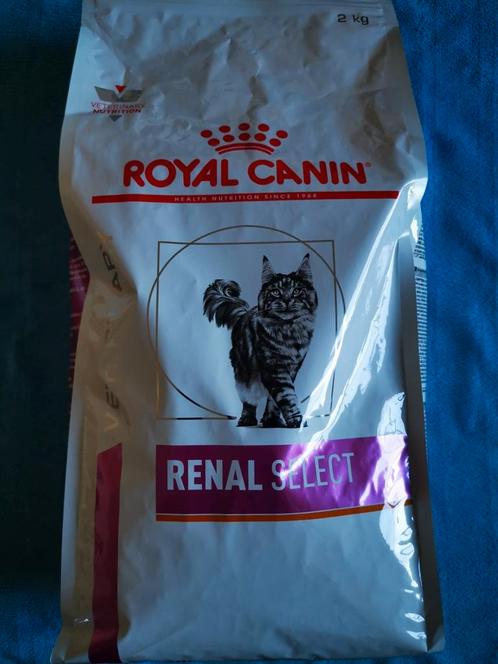 2 kg
VETERINARY
NUTRITION
ROYAL CANIN®
HEALTH NUTRITION SINCE 1968
RENAL SELECT